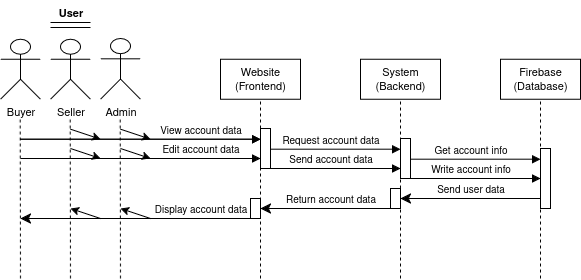 User
Website
(Frontend)
System
(Backend)
Firebase
(Database)
Buyer
Seller
Admin
View account data
Request account data
Get account info
Edit account data
Send account data
Write account info
Send user data
Return account data
Display account data